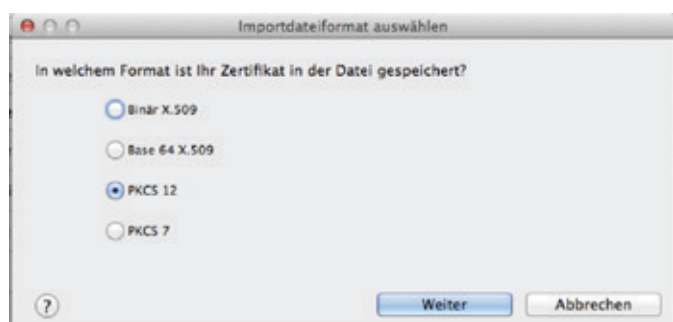 Importdateiformat auswählen
In welchem Format ist Ihr Zertifikat in der Datei gespeichert?
Binär X.509
Base 64 X.509
PKCS 12
PKCS 7
?
Weiter
Abbrechen